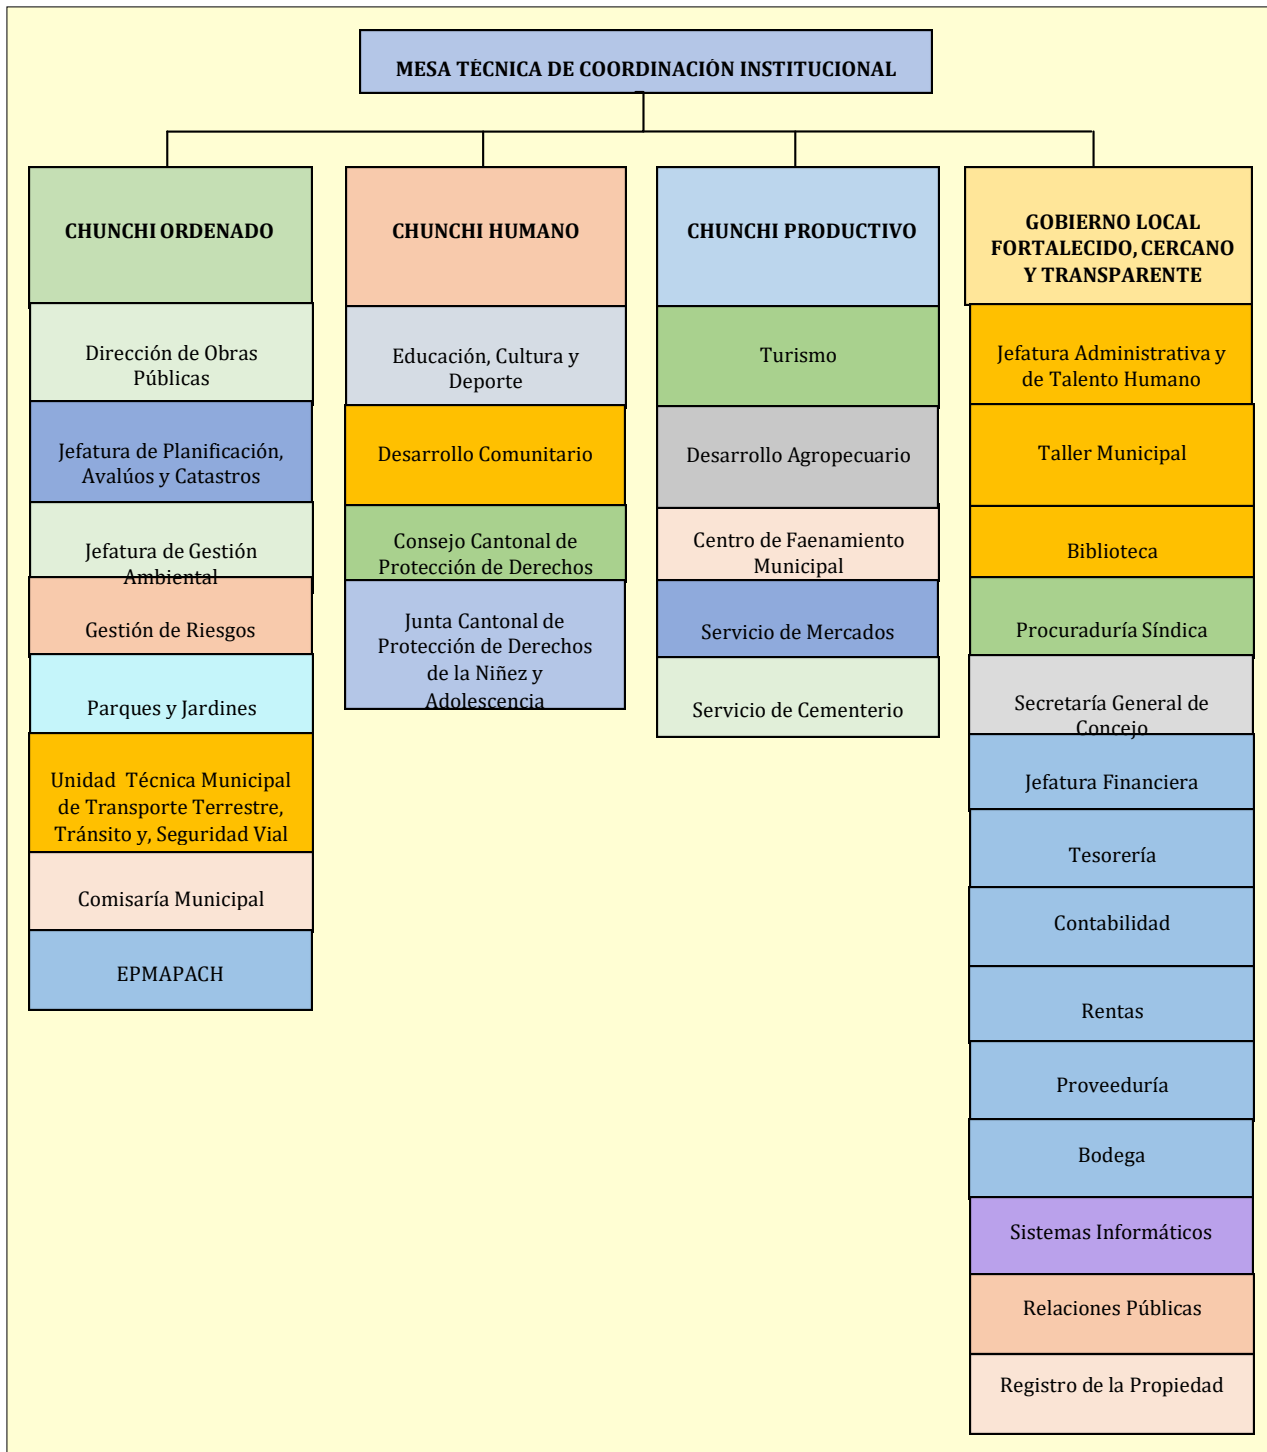 MESA TÉCNICA DE COORDINACIÓN INSTITUCIONAL
CHUNCHI ORDENADO
Dirección de Obras
Públicas
Jefatura de Planificación,
Avalúos y Catastros
Jefatura de Gestión
Ambiental
Gestión de Riesgos
Parques y Jardines
Unidad Técnica Municipal
de Transporte Terrestre,
Tránsito y, Seguridad Vial
Comisaría Municipal
EPMAPACH
CHUNCHI HUMANO
Educación, Cultura y
Deporte
Desarrollo Comunitario
Consejo Cantonal de
Protección de Derechos
Junta Cantonal de
Protección de Derechos
de la Niñez y
Adolescencia
CHUNCHI PRODUCTIVO
Turismo
Desarrollo Agropecuario
Centro de Faenamiento
Municipal
Servicio de Mercados
Servicio de Cementerio
GOBIERNO LOCAL
FORTALECIDO, CERCANO
Y TRANSPARENTE
Jefatura Administrativa y
de Talento Humano
Taller Municipal
Biblioteca
Procuraduría Síndica
Secretaría General de
Concejo
Jefatura Financiera
Tesorería
Contabilidad
Rentas
Proveeduría
Bodega
Sistemas Informáticos
Relaciones Públicas
Registro de la Propiedad